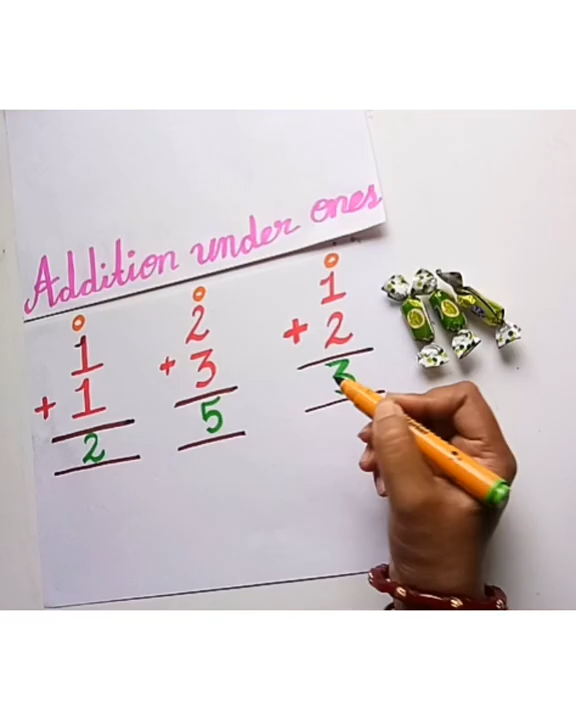 Addition under ones
o o o
1 2 1
+ 1 + 3 + 2
2 5 3